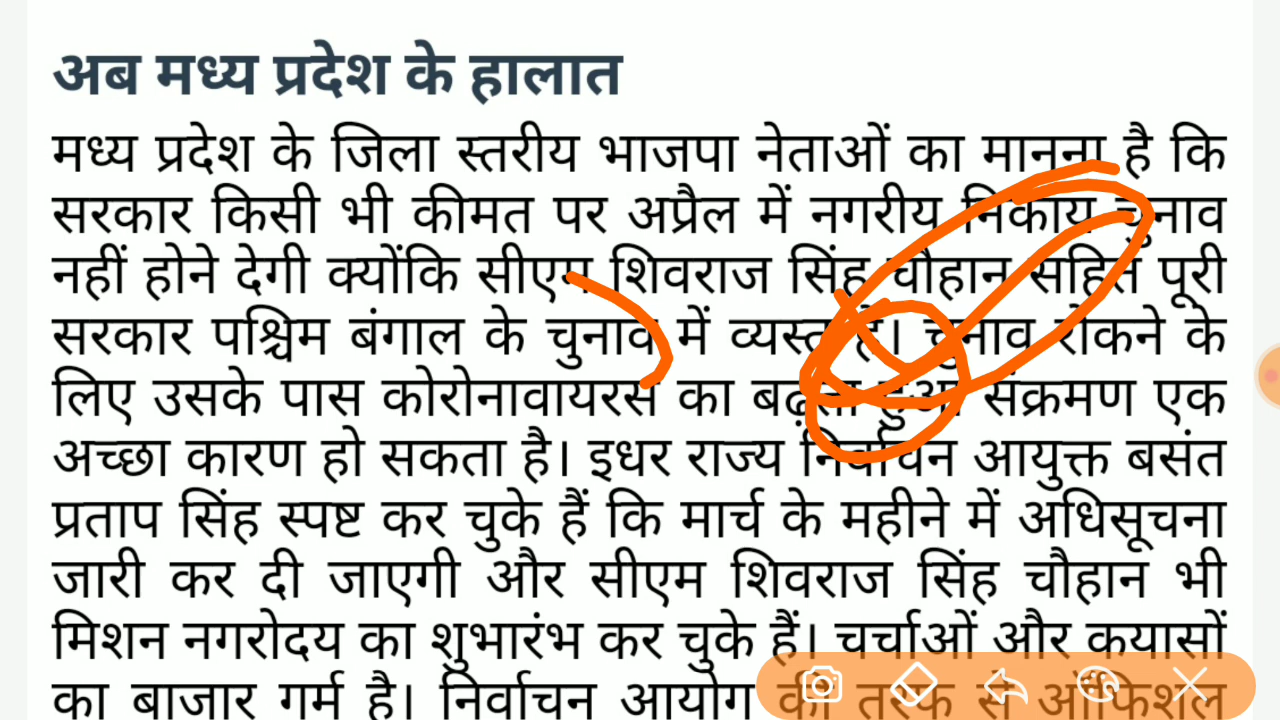 अब मध्य प्रदेश के हालात
मध्य प्रदेश के जिला स्तरीय भाजपा नेताओं का मानना है कि
सरकार किसी भी कीमत पर अप्रैल में नगरीय निकाय चुनाव
नहीं होने देगी क्योंकि सीएम शिवराज सिंह चौहान सहित पूरी
सरकार पश्चिम बंगाल के चुनाव में व्यस्त है। चुनाव रोकने के
लिए उसके पास कोरोनावायरस का बढ़ता हुआ संक्रमण एक
अच्छा कारण हो सकता है। इधर राज्य निर्वाचन आयुक्त बसंत
प्रताप सिंह स्पष्ट कर चुके हैं कि मार्च के महीने में अधिसूचना
जारी कर दी जाएगी और सीएम शिवराज सिंह चौहान भी
मिशन नगरोदय का शुभारंभ कर चुके हैं। चर्चाओं और कयासों
का बाजार गर्म है। निर्वाचन आयोग की तरफ से ऑफिशल